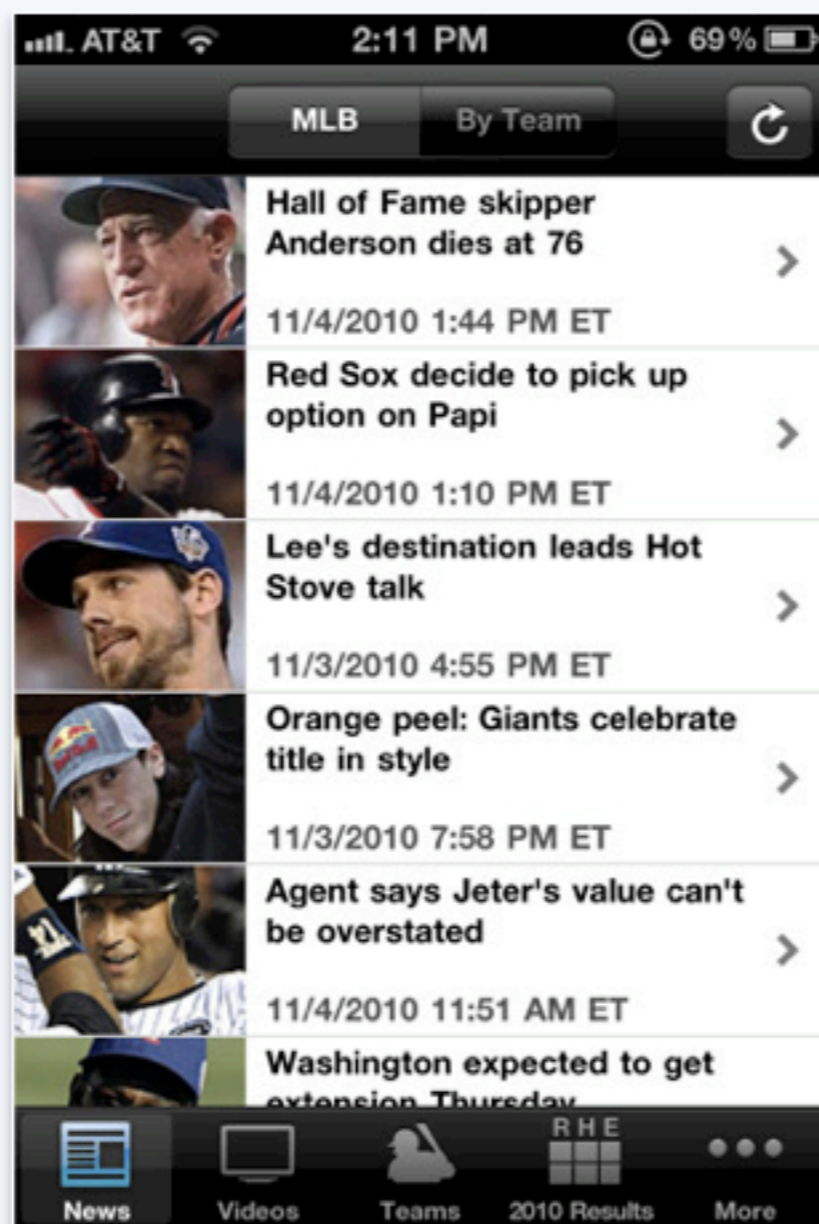 AT&T 2:11 PM 69%
MLB By Team
Hall of Fame skipper
Anderson dies at 76
11/4/2010 1:44 PM ET
Red Sox decide to pick up
option on Papi
11/4/2010 1:10 PM ET
Lee's destination leads Hot
Stove talk
11/3/2010 4:55 PM ET
Orange peel: Giants celebrate
title in style
11/3/2010 7:58 PM ET
Agent says Jeter's value can't
be overstated
11/4/2010 11:51 AM ET
Washington expected to get
extension Thursday
R H E
News Videos Teams 2010 Results More